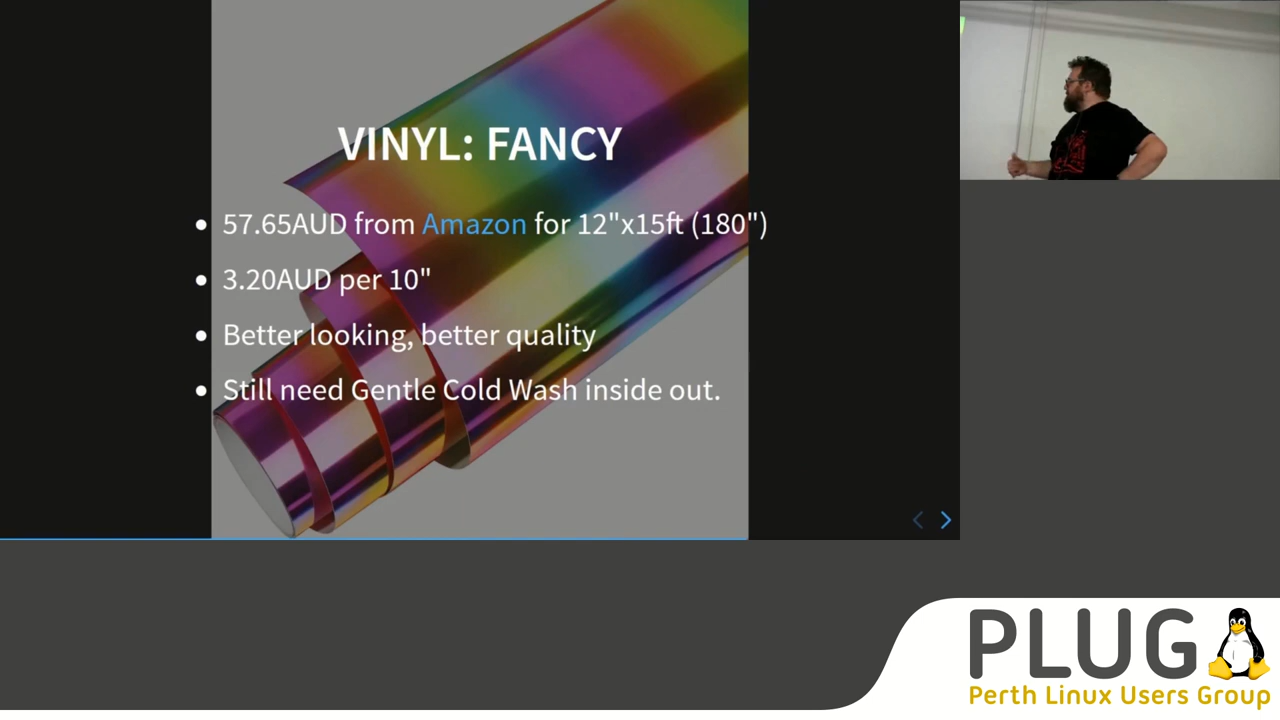 VINYL: FANCY
57.65AUD from Amazon for 12"x15ft (180")
3.20AUD per 10"
Better looking, better quality
Still need Gentle Cold Wash inside out.
PLUG
Perth Linux Users Group